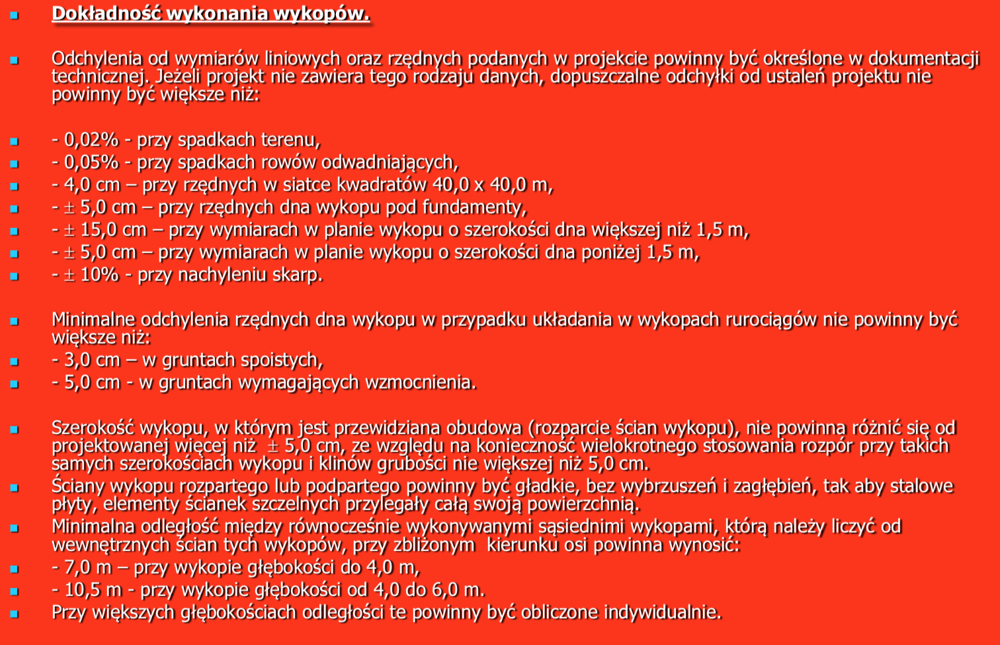 Dokładność wykonania wykopów.
Odchylenia od wymiarów liniowych oraz rzędnych podanych w projekcie powinny być określone w dokumentacji
technicznej. Jeżeli projekt nie zawiera tego rodzaju danych, dopuszczalne odchyłki od ustaleń projektu nie
powinny być większe niż:
- 0,02% - przy spadkach terenu,
- 0,05% - przy spadkach rowów odwadniających,
- 4,0 cm – przy rzędnych w siatce kwadratów 40,0 x 40,0 m,
- ± 5,0 cm – przy rzędnych dna wykopu pod fundamenty,
- ± 15,0 cm – przy wymiarach w planie wykopu o szerokości dna większej niż 1,5 m,
- ± 5,0 cm – przy wymiarach w planie wykopu o szerokości dna poniżej 1,5 m,
- ± 10% - przy nachyleniu skarp.
Minimalne odchylenia rzędnych dna wykopu w przypadku układania w wykopach rurociągów nie powinny być
większe niż:
- 3,0 cm – w gruntach spoistych,
- 5,0 cm - w gruntach wymagających wzmocnienia.
Szerokość wykopu, w którym jest przewidziana obudowa (rozparcie ścian wykopu), nie powinna różnić się od
projektowanej więcej niż ± 5,0 cm, ze względu na konieczność wielokrotnego stosowania rozpór przy takich
samych szerokościach wykopu i klinów grubości nie większej niż 5,0 cm.
Ściany wykopu rozpartego lub podpartego powinny być gładkie, bez wybrzuszeń i zagłębień, tak aby stalowe
płyty, elementy ścianek szczelnych przylegały całą swoją powierzchnią.
Minimalna odległość między równocześnie wykonywanymi sąsiednimi wykopami, którą należy liczyć od
wewnętrznych ścian tych wykopów, przy zbliżonym kierunku osi powinna wynosić:
- 7,0 m – przy wykopie głębokości do 4,0 m,
- 10,5 m - przy wykopie głębokości od 4,0 do 6,0 m.
Przy większych głębokościach odległości te powinny być obliczone indywidualnie.